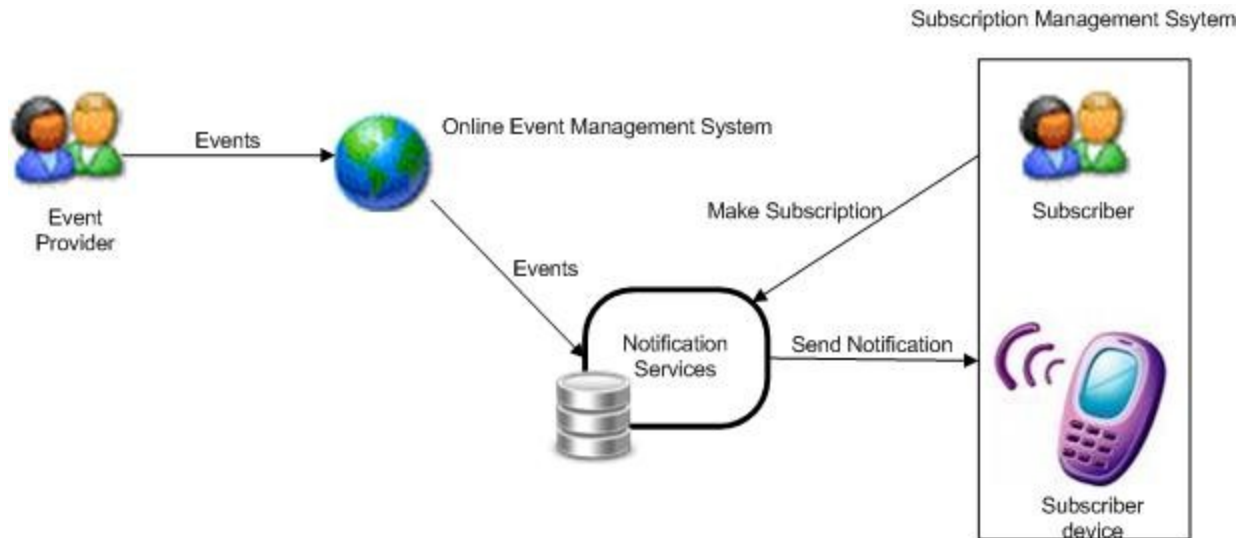 Subscription Management Ssytem
Events
Online Event Management System
Event
Provider
Make Subscription
Subscriber
Events
Notification
Services
Send Notification
Subscriber
device